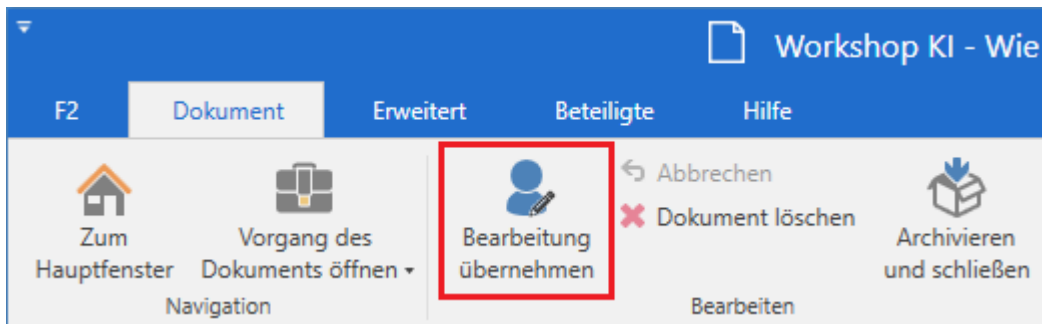 Workshop KI - Wie
F2 Dokument Erweitert Beteiligte Hilfe
Zum
Hauptfenster
Vorgang des
Dokuments öffnen
Navigation
Bearbeitung
übernehmen
Abbrechen
Dokument löschen
Archivieren
und schließen
Bearbeiten